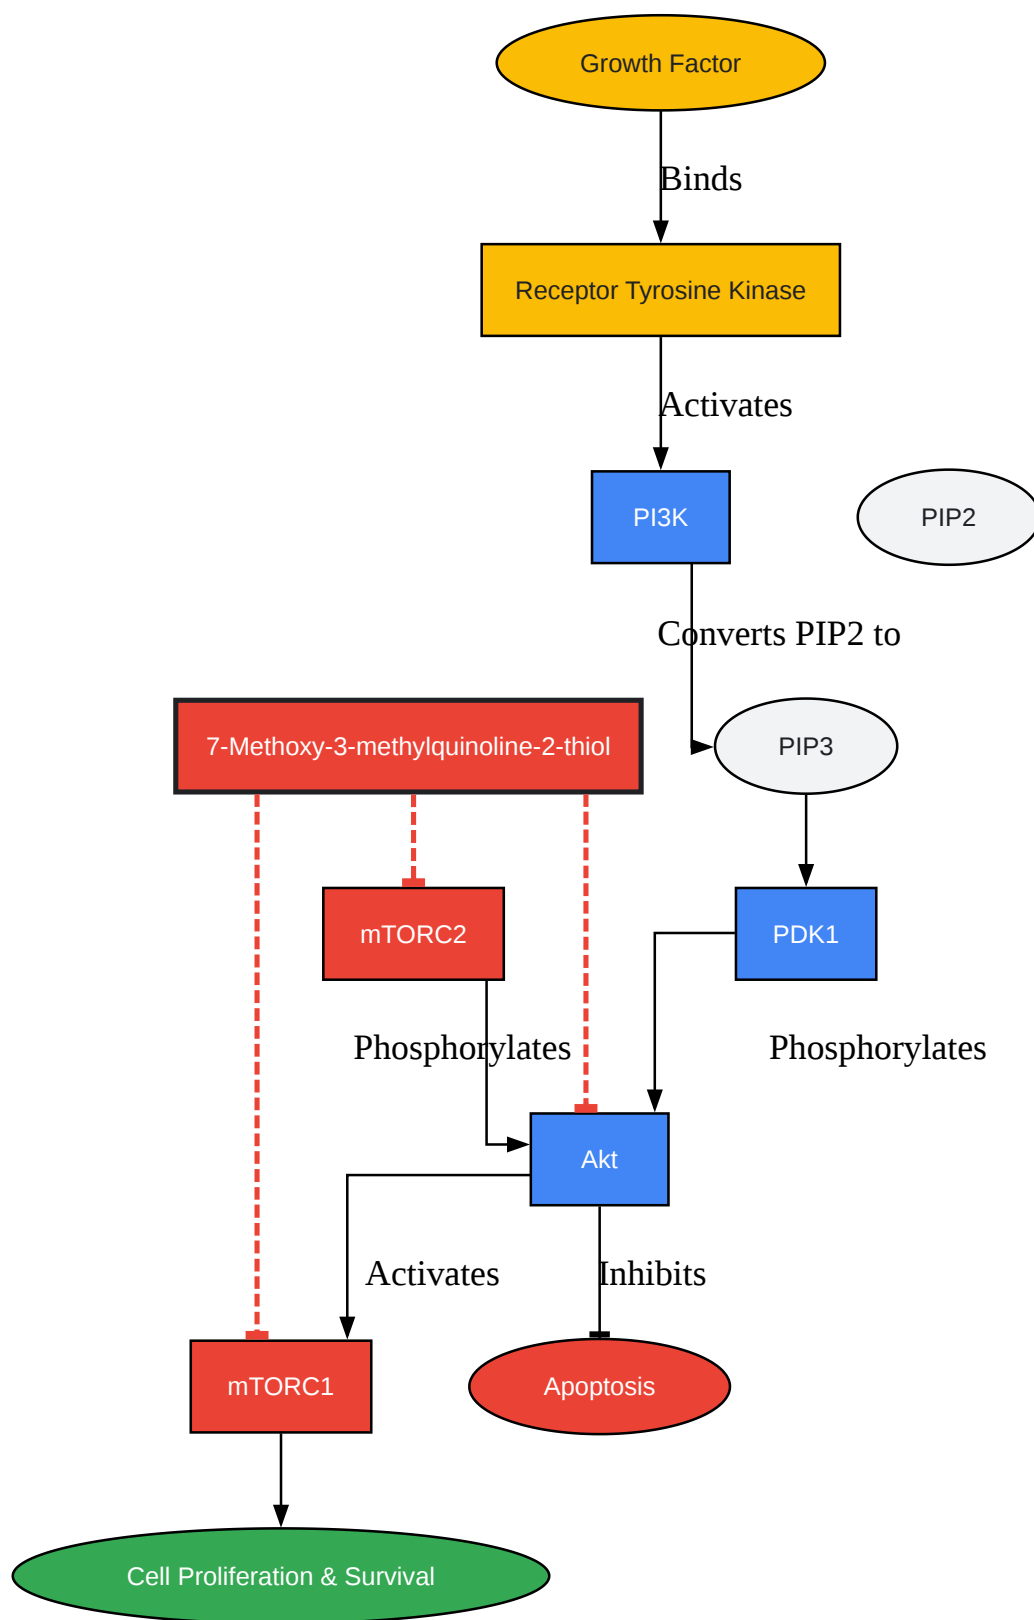 Growth Factor
Binds
Receptor Tyrosine Kinase
Activates
PI3K
PIP2
Converts PIP2 to
7-Methoxy-3-methylquinoline-2-thiol
PIP3
mTORC2
PDK1
Phosphorylates
Phosphorylates
Akt
Activates
Inhibits
mTORC1
Apoptosis
Cell Proliferation & Survival